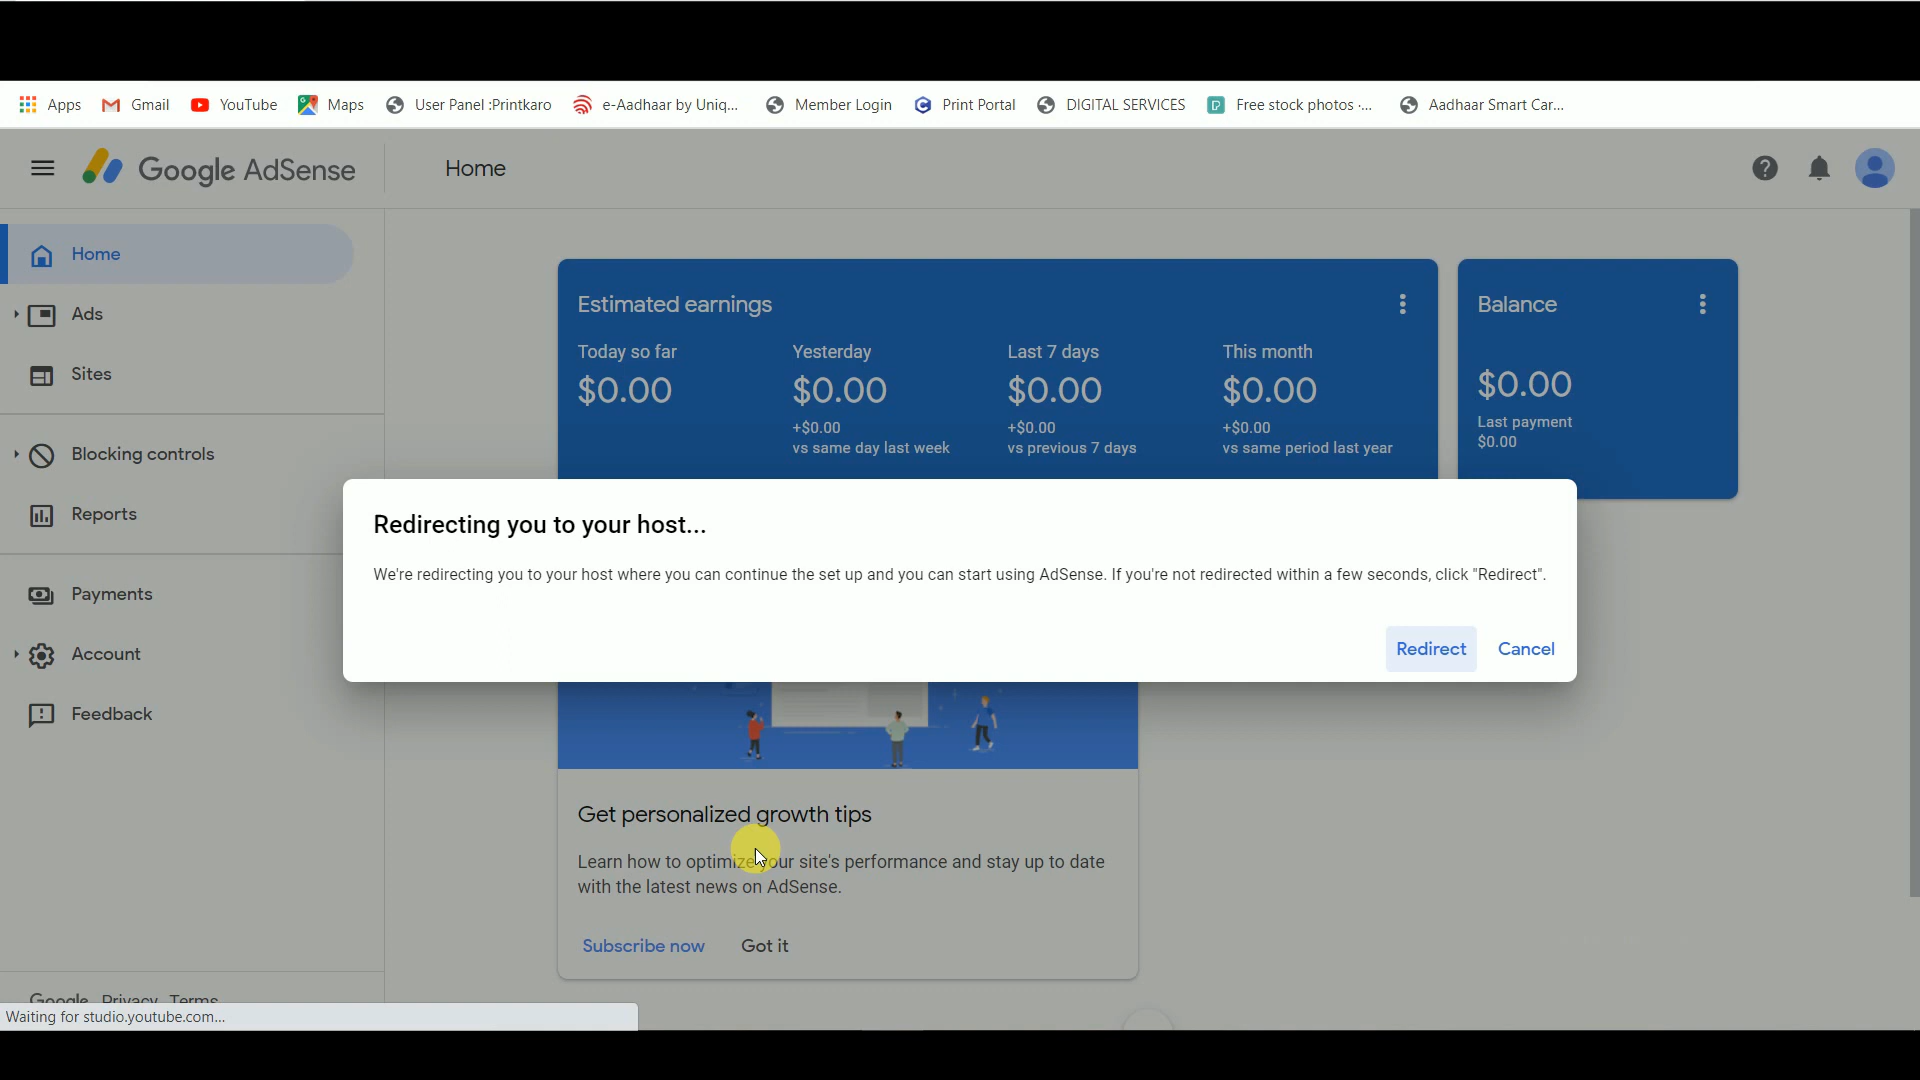 Apps Gmail YouTube Maps User Panel :Printkaro e-Aadhaar by Uniq... Member Login Print Portal DIGITAL SERVICES Free stock photos ·... Aadhaar Smart Car...
Google AdSense Home
Home
Ads
Sites
Blocking controls
Reports
Payments
Account
Feedback
Google Privacy Terms
Waiting for studio.youtube.com...
Estimated earnings
Today so far Yesterday Last 7 days This month
$0.00 $0.00 $0.00 $0.00
+$0.00 +$0.00 +$0.00
vs same day last week vs previous 7 days vs same period last year
Balance
$0.00
Last payment
$0.00
Redirecting you to your host...
We're redirecting you to your host where you can continue the set up and you can start using AdSense. If you're not redirected within a few seconds, click "Redirect".
Redirect Cancel
Get personalized growth tips
Learn how to optimize your site's performance and stay up to date
with the latest news on AdSense.
Subscribe now Got it